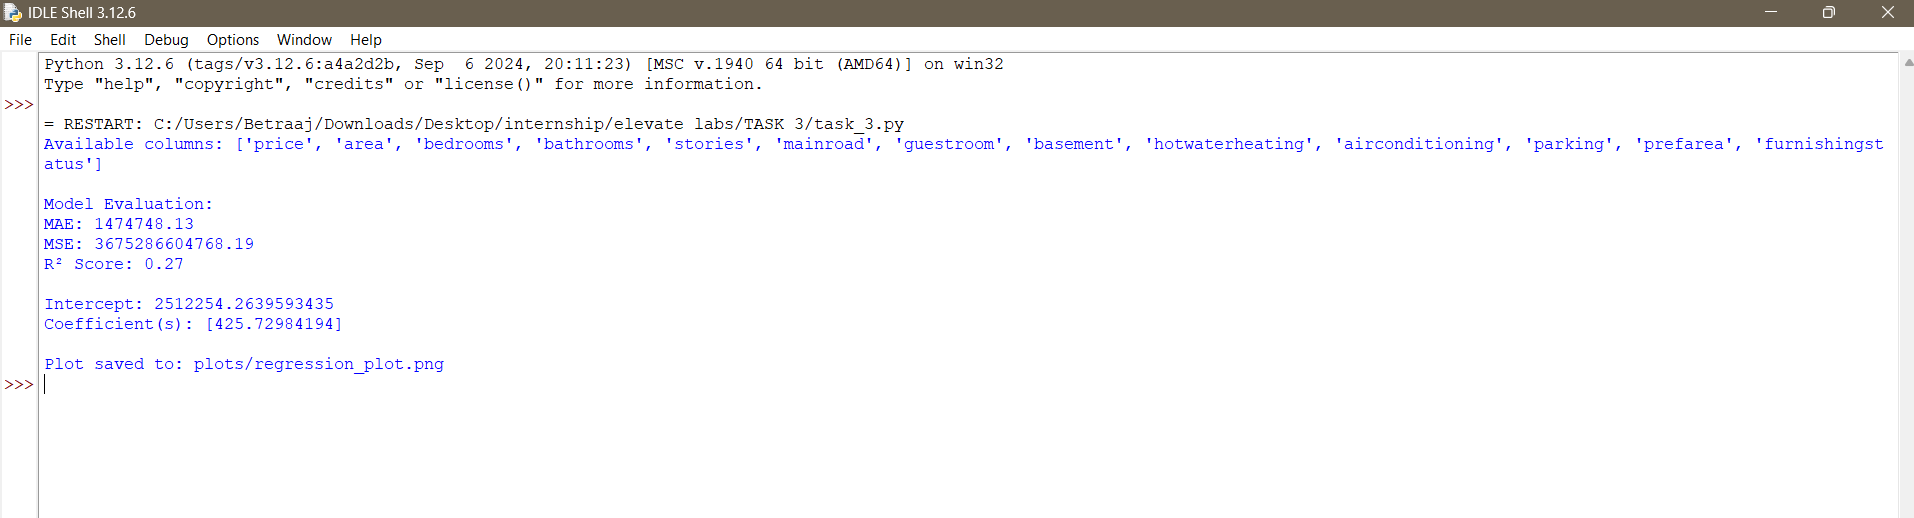 IDLE Shell 3.12.6
File Edit Shell Debug Options Window Help
Python 3.12.6 (tags/v3.12.6:a4a2d2b, Sep  6 2024, 20:11:23) [MSC v.1940 64 bit (AMD64)] on win32
Type "help", "copyright", "credits" or "license()" for more information.
>>>
= RESTART: C:/Users/Betraaj/Downloads/Desktop/internship/elevate labs/TASK 3/task_3.py
Available columns: ['price', 'area', 'bedrooms', 'bathrooms', 'stories', 'mainroad', 'guestroom', 'basement', 'hotwaterheating', 'airconditioning', 'parking', 'prefarea', 'furnishingst
atus']
Model Evaluation:
MAE: 1474748.13
MSE: 3675286604768.19
R² Score: 0.27
Intercept: 2512254.2639593435
Coefficient(s): [425.72984194]
Plot saved to: plots/regression_plot.png
>>>